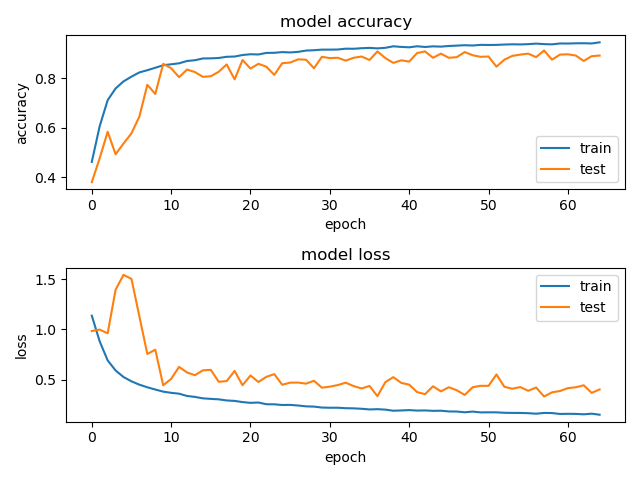 model accuracy
accuracy
0.8
0.6
0.4
train
test
0 10 20 30 40 50 60
epoch
model loss
loss
1.5
1.0
0.5
train
test
0 10 20 30 40 50 60
epoch